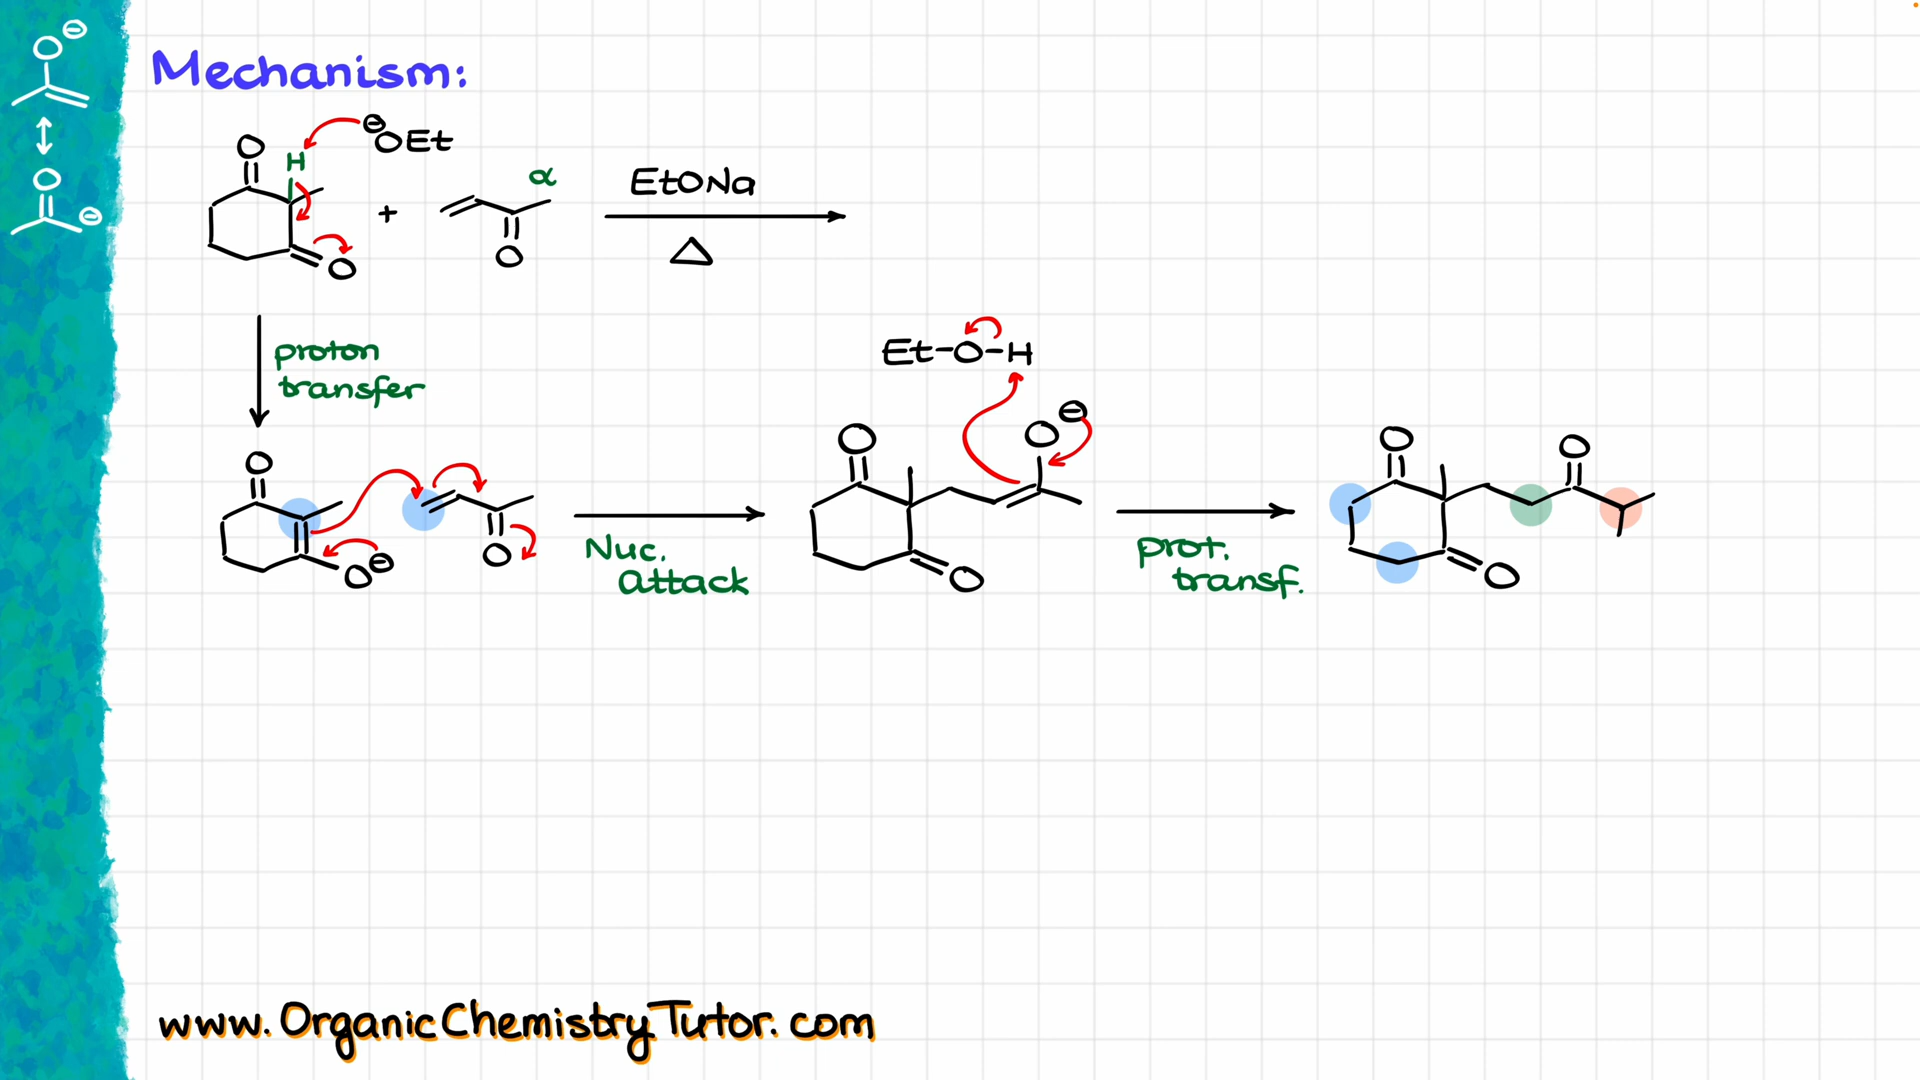 Mechanism:
O
H
⊖OEt
O
+
α
O
EtONa
△
proton
transfer
O
O⊖
O
Nuc.
attack
Et-O-H
O
O⊖
O
prot.
transf.
O
O
O
O⊖
O
⊖
www.OrganicChemistryTutor.com